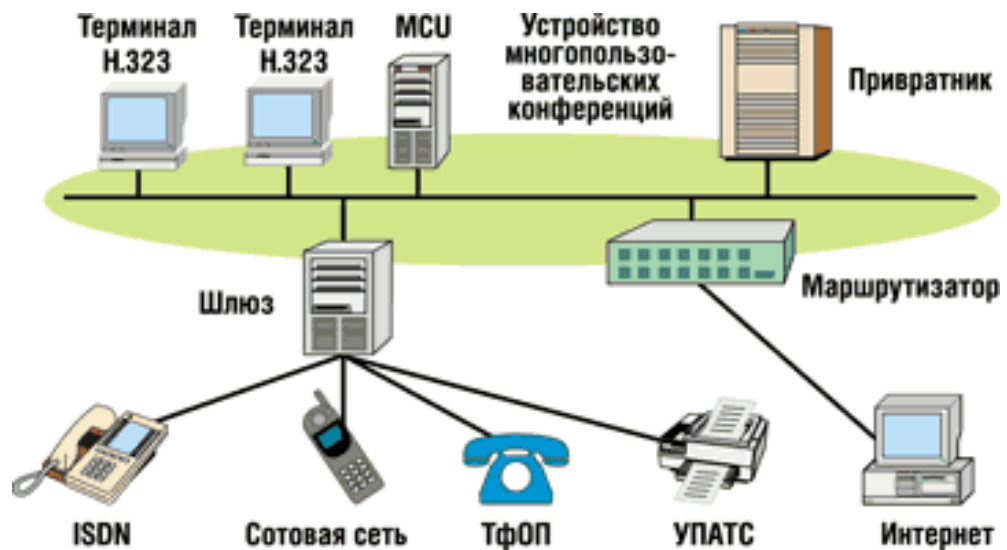 Терминал
Н.323
Терминал
Н.323
MCU
Устройство
многопользо-
вательских
конференций
Привратник
Шлюз
Маршрутизатор
ISDN
Сотовая сеть
ТфОП
УПАТС
Интернет